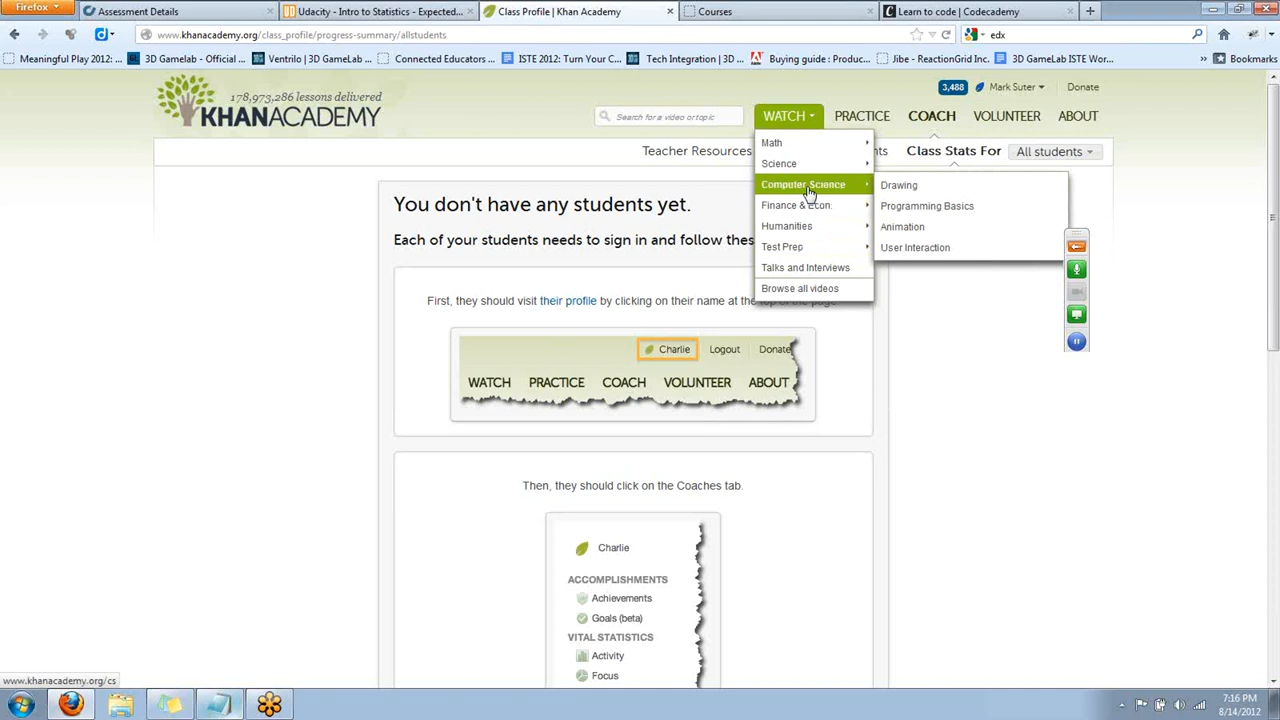 Firefox
Assessment Details
Udacity - Intro to Statistics - Expected...
Class Profile | Khan Academy
Courses
Learn to code | Codecademy
www.khanacademy.org/class_profile/progress-summary/allstudents
edx
Meaningful Play 2012: ...
3D Gamelab - Official ...
Ventrilo | 3D GameLab ...
Connected Educators ...
ISTE 2012: Turn Your C...
Tech Integration | 3D ...
Buying guide : Produc...
Jibe - ReactionGrid Inc.
3D GameLab ISTE Wor...
Bookmarks
178,973,286 lessons delivered
KHANACADEMY
3,488
Mark Suter
Donate
Search for a video or topic
WATCH
PRACTICE
COACH
VOLUNTEER
ABOUT
Teacher Resources
nts
Class Stats For
All students
Math
Science
Computer Science
Finance & Econ.
Humanities
Test Prep
Talks and Interviews
Browse all videos
Drawing
Programming Basics
Animation
User Interaction
You don't have any students yet.
Each of your students needs to sign in and follow these
First, they should visit their profile by clicking on their name at the top of the page.
Charlie
Logout
Donate
WATCH
PRACTICE
COACH
VOLUNTEER
ABOUT
Then, they should click on the Coaches tab.
Charlie
ACCOMPLISHMENTS
Achievements
Goals (beta)
VITAL STATISTICS
Activity
Focus
www.khanacademy.org/cs
7:16 PM
8/14/2012